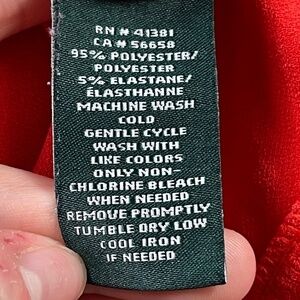 RN # 41381
CA # 56658
95% POLYESTER/
POLYESTER
5% ELASTANE/
ÉLASTHANNE
MACHINE WASH
COLD
GENTLE CYCLE
WASH WITH
LIKE COLORS
ONLY NON-
CHLORINE BLEACH
WHEN NEEDED
REMOVE PROMPTLY
TUMBLE DRY LOW
COOL IRON
IF NEEDED